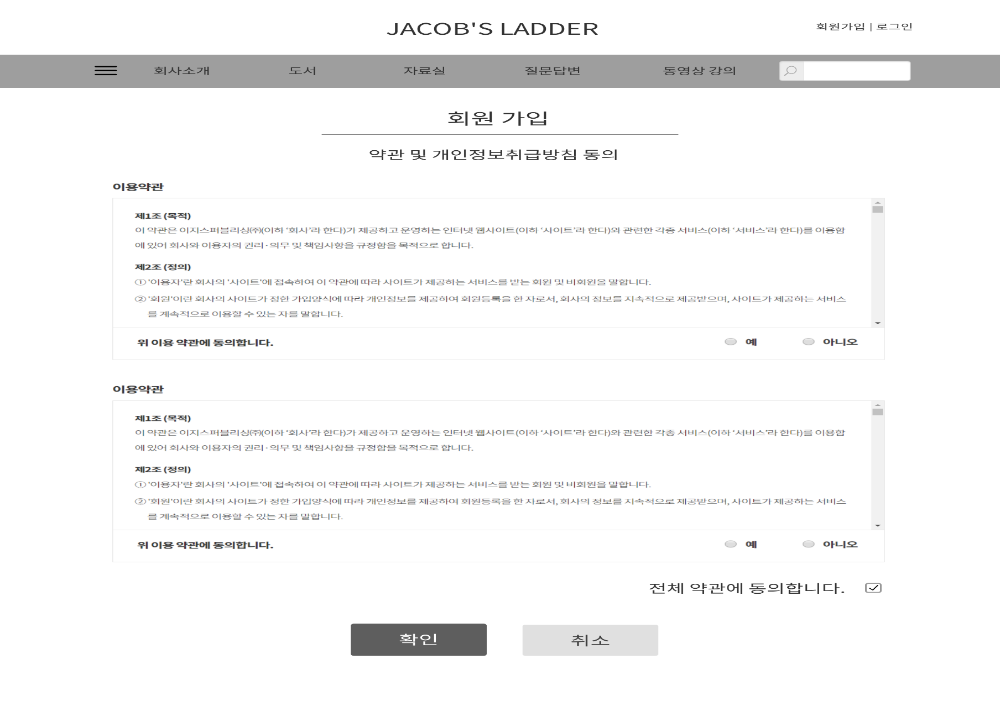 JACOB'S LADDER
회원가입 | 로그인
회사소개 도서 자료실 질문답변 동영상 강의
회원 가입
약관 및 개인정보취급방침 동의
이용약관
제1조 (목적)
이 약관은 이지스퍼블리싱㈜(이하 ‘회사’라 한다)가 제공하고 운영하는 인터넷 웹사이트(이하 ‘사이트’라 한다)와 관련한 각종 서비스(이하 ‘서비스’라 한다)를 이용함
에 있어 회사와 이용자의 권리·의무 및 책임사항을 규정함을 목적으로 합니다.
제2조 (정의)
① '이용자'란 회사의 '사이트'에 접속하여 이 약관에 따라 사이트가 제공하는 서비스를 받는 회원 및 비회원을 말합니다.
② '회원'이란 회사의 사이트가 정한 가입양식에 따라 개인정보를 제공하여 회원등록을 한 자로서, 회사의 정보를 지속적으로 제공받으며, 사이트가 제공하는 서비스
를 계속적으로 이용할 수 있는 자를 말합니다.
위 이용 약관에 동의합니다. 예 아니오
이용약관
제1조 (목적)
이 약관은 이지스퍼블리싱㈜(이하 ‘회사’라 한다)가 제공하고 운영하는 인터넷 웹사이트(이하 ‘사이트’라 한다)와 관련한 각종 서비스(이하 ‘서비스’라 한다)를 이용함
에 있어 회사와 이용자의 권리·의무 및 책임사항을 규정함을 목적으로 합니다.
제2조 (정의)
① '이용자'란 회사의 '사이트'에 접속하여 이 약관에 따라 사이트가 제공하는 서비스를 받는 회원 및 비회원을 말합니다.
② '회원'이란 회사의 사이트가 정한 가입양식에 따라 개인정보를 제공하여 회원등록을 한 자로서, 회사의 정보를 지속적으로 제공받으며, 사이트가 제공하는 서비스
를 계속적으로 이용할 수 있는 자를 말합니다.
위 이용 약관에 동의합니다. 예 아니오
전체 약관에 동의합니다.
확인 취소